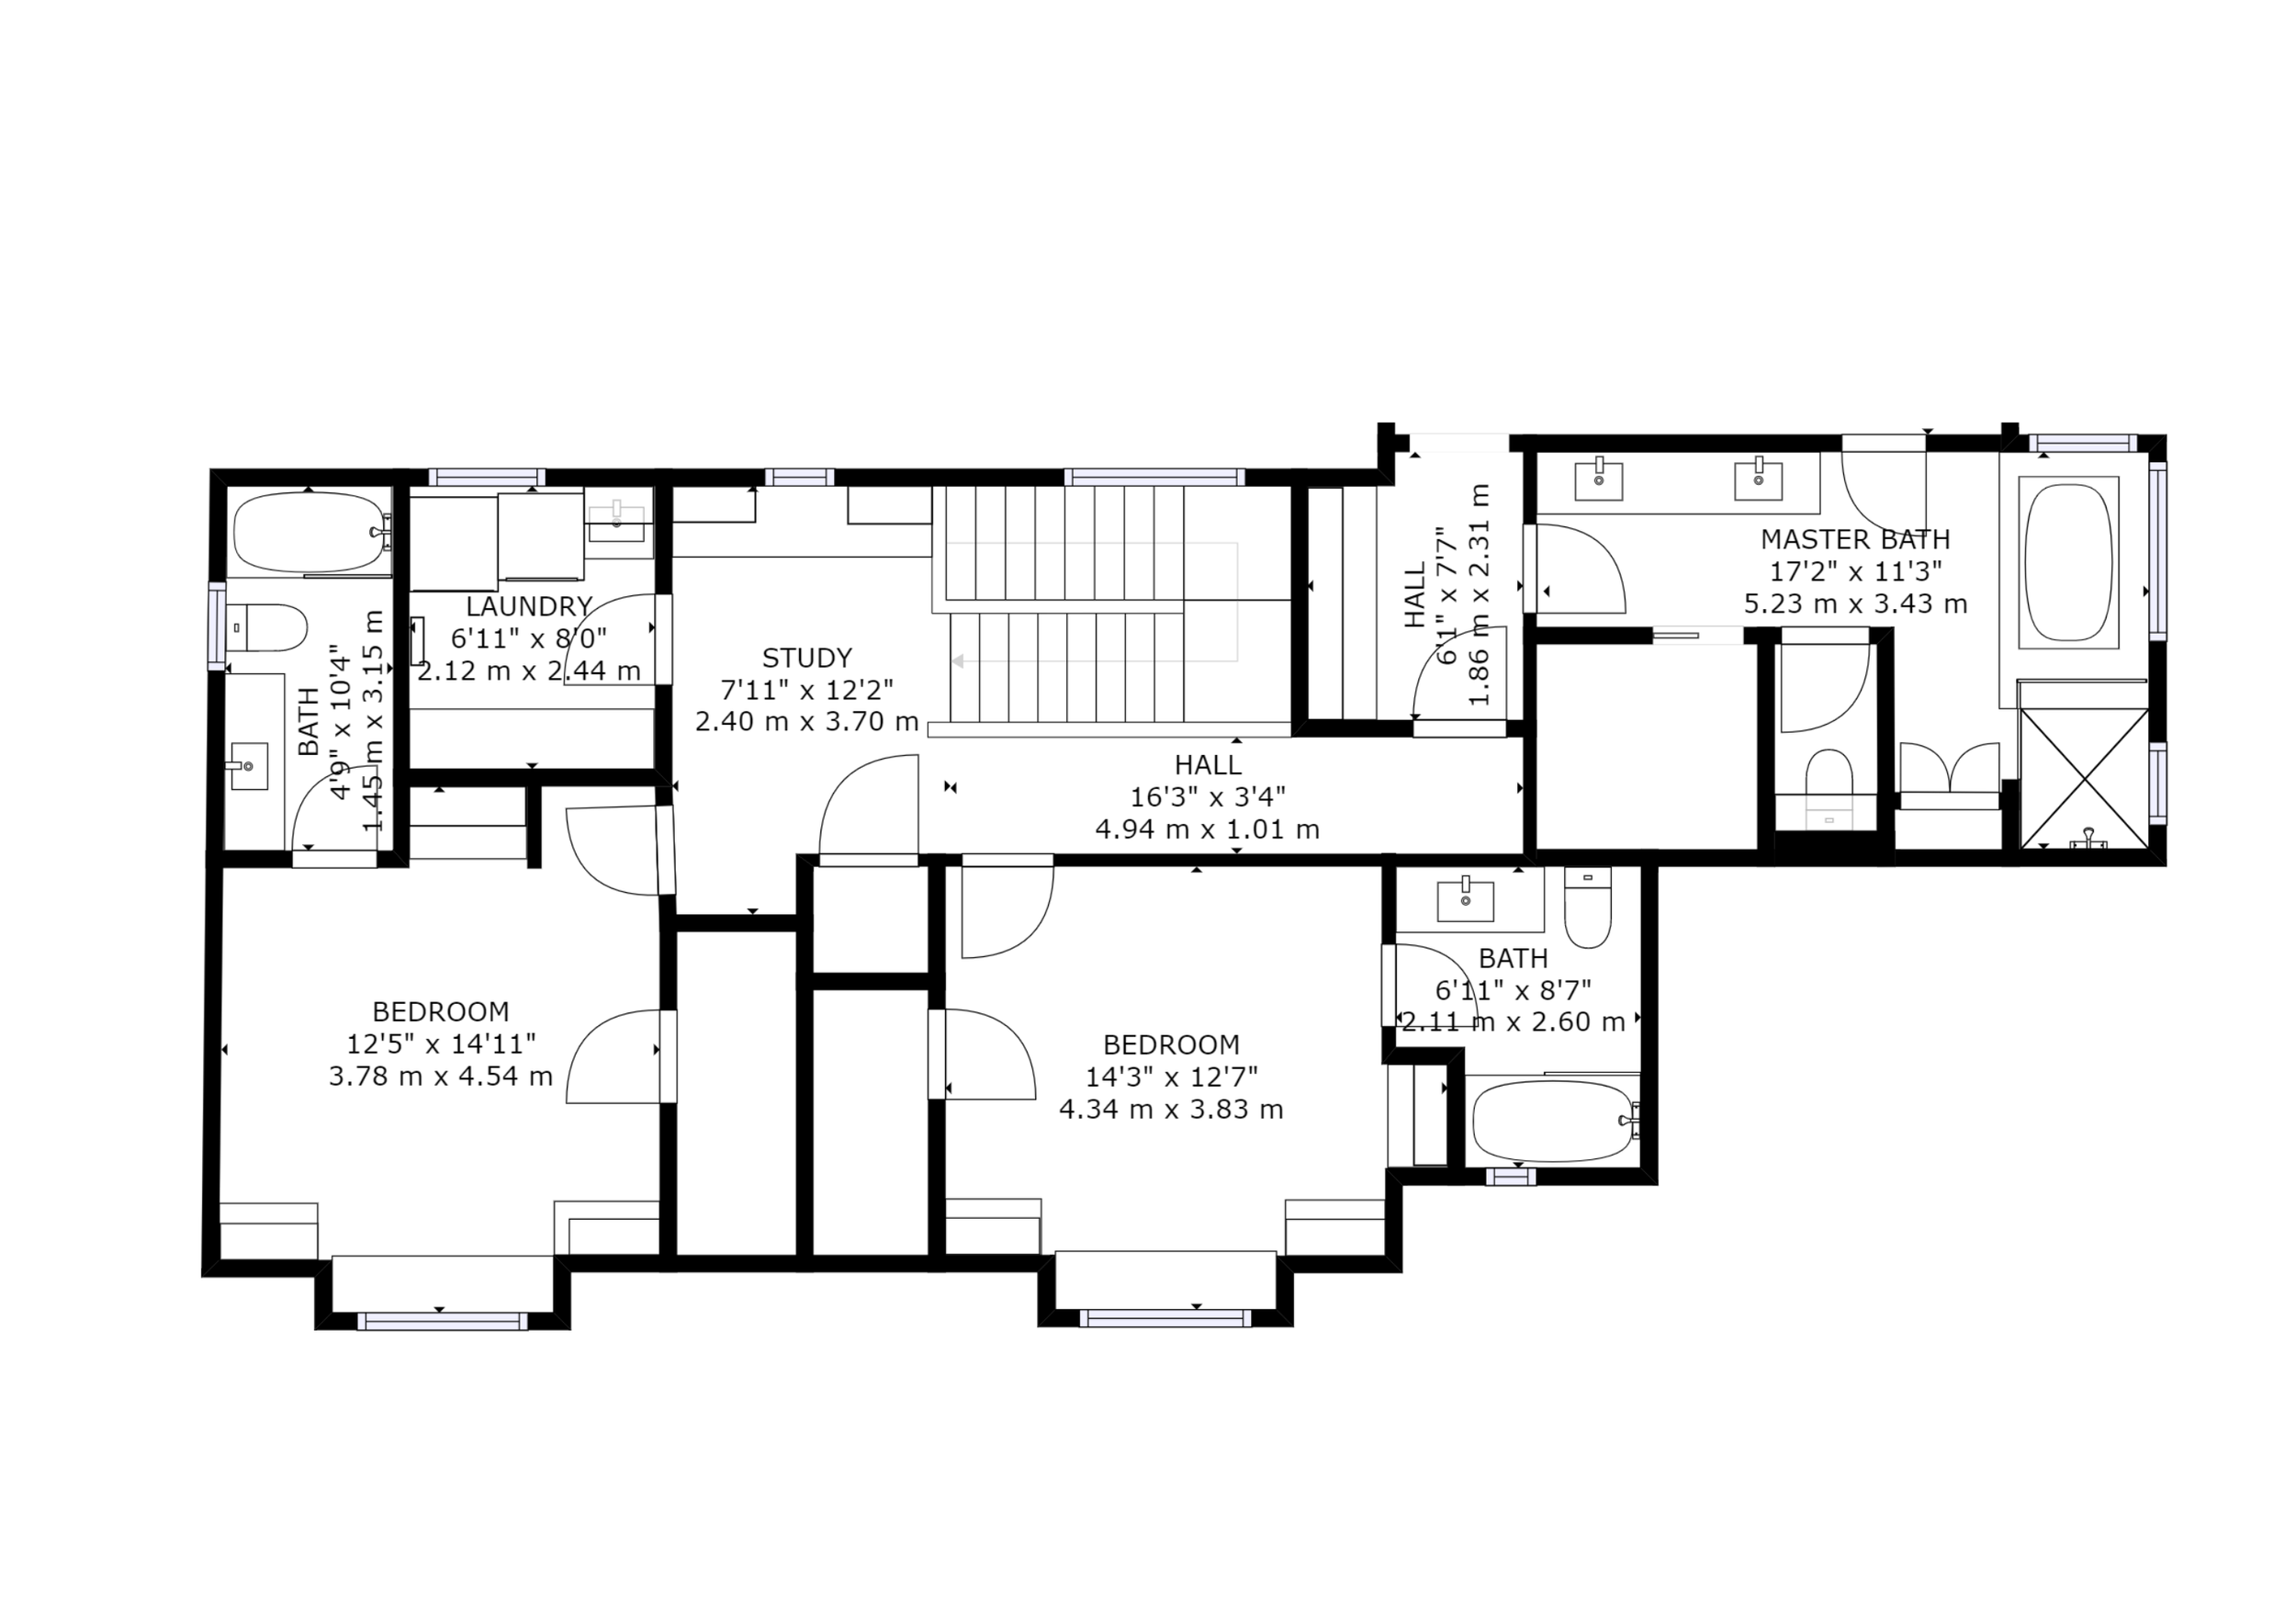 BATH
4'9" x 10'4"
1.45 m x 3.15 m
LAUNDRY
6'11" x 8'0"
2.12 m x 2.44 m
STUDY
7'11" x 12'2"
2.40 m x 3.70 m
HALL
6'1" x 7'7"
1.86 m x 2.31 m
MASTER BATH
17'2" x 11'3"
5.23 m x 3.43 m
HALL
16'3" x 3'4"
4.94 m x 1.01 m
BEDROOM
12'5" x 14'11"
3.78 m x 4.54 m
BEDROOM
14'3" x 12'7"
4.34 m x 3.83 m
BATH
6'11" x 8'7"
2.11 m x 2.60 m